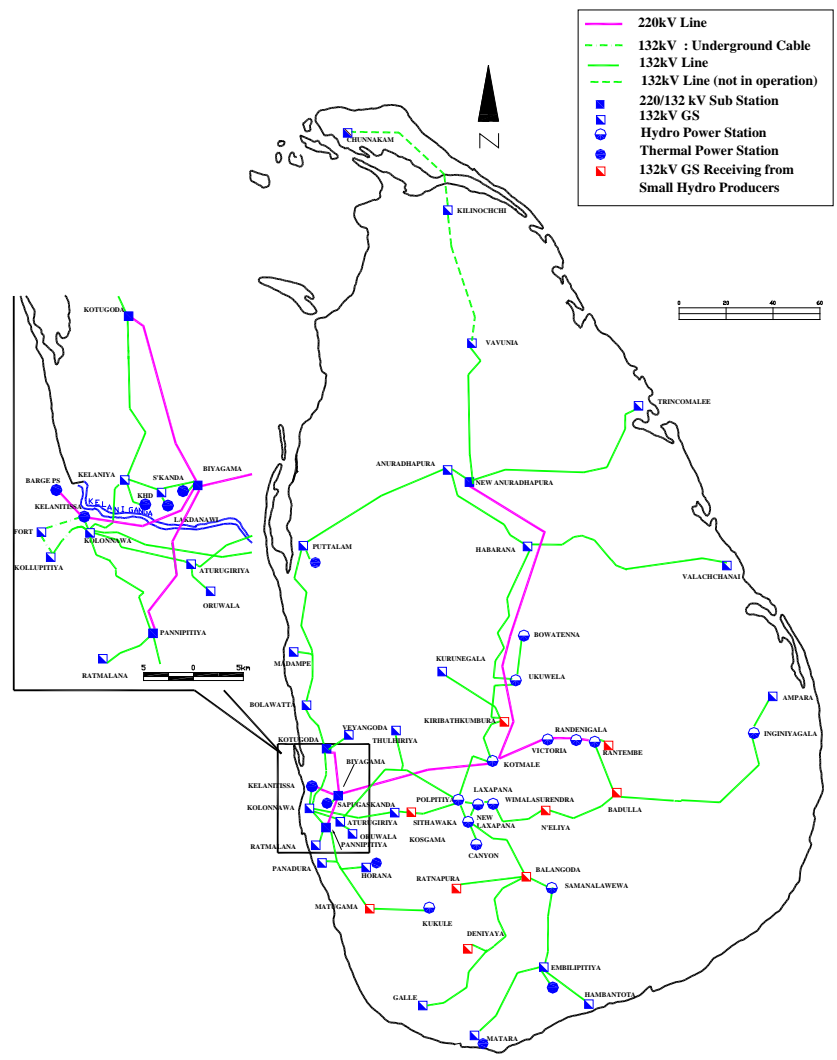 220kV Line
132kV : Underground Cable
132kV Line
132kV Line (not in operation)
220/132 kV Sub Station
132kV GS
Hydro Power Station
Thermal Power Station
132kV GS Receiving from
Small Hydro Producers
N
CHUNNAKAM
KILINOCHCHI
0 20 40 60
KOTUGODA
VAVUNIA
TRINCOMALEE
ANURADHAPURA
NEW ANURADHAPURA
BARGE PS
KELANIYA
S'KANDA
BIYAGAMA
KHD
KELANITISSA
KELANI GANGA
LAKDANAWI
FORT
KOLONNAWA
KOLLUPITIYA
ATURUGIRIYA
ORUWALA
PANNIPITIYA
RATMALANA
5 0 5km
PUTTALAM
HABARANA
VALACHCHANAI
BOWATENNA
MADAMPE
KURUNEGALA
UKUWELA
AMPARA
BOLAWATTA
KIRIBATHKUMBURA
VEYANGODA
THULHIRIYA
RANDENIGALA
INGINIYAGALA
KOTUGODA
VICTORIA
RANTEMBE
BIYAGAMA
KOTMALE
KELANITISSA
LAXAPANA
POLPITIYA
WIMALASURENDRA
KOLONNAWA
SAPUGASKANDA
BADULLA
ATURUGIRIYA
SITHAWAKA
NEW
LAXAPANA
N'ELIYA
ORUWALA
KOSGAMA
PANNIPITIYA
RATMALANA
CANYON
PANADURA
HORANA
BALANGODA
RATNAPURA
SAMANALAWEWA
MATUGAMA
KUKULE
DENIYAYA
EMBILIPITIYA
GALLE
HAMBANTOTA
MATARA